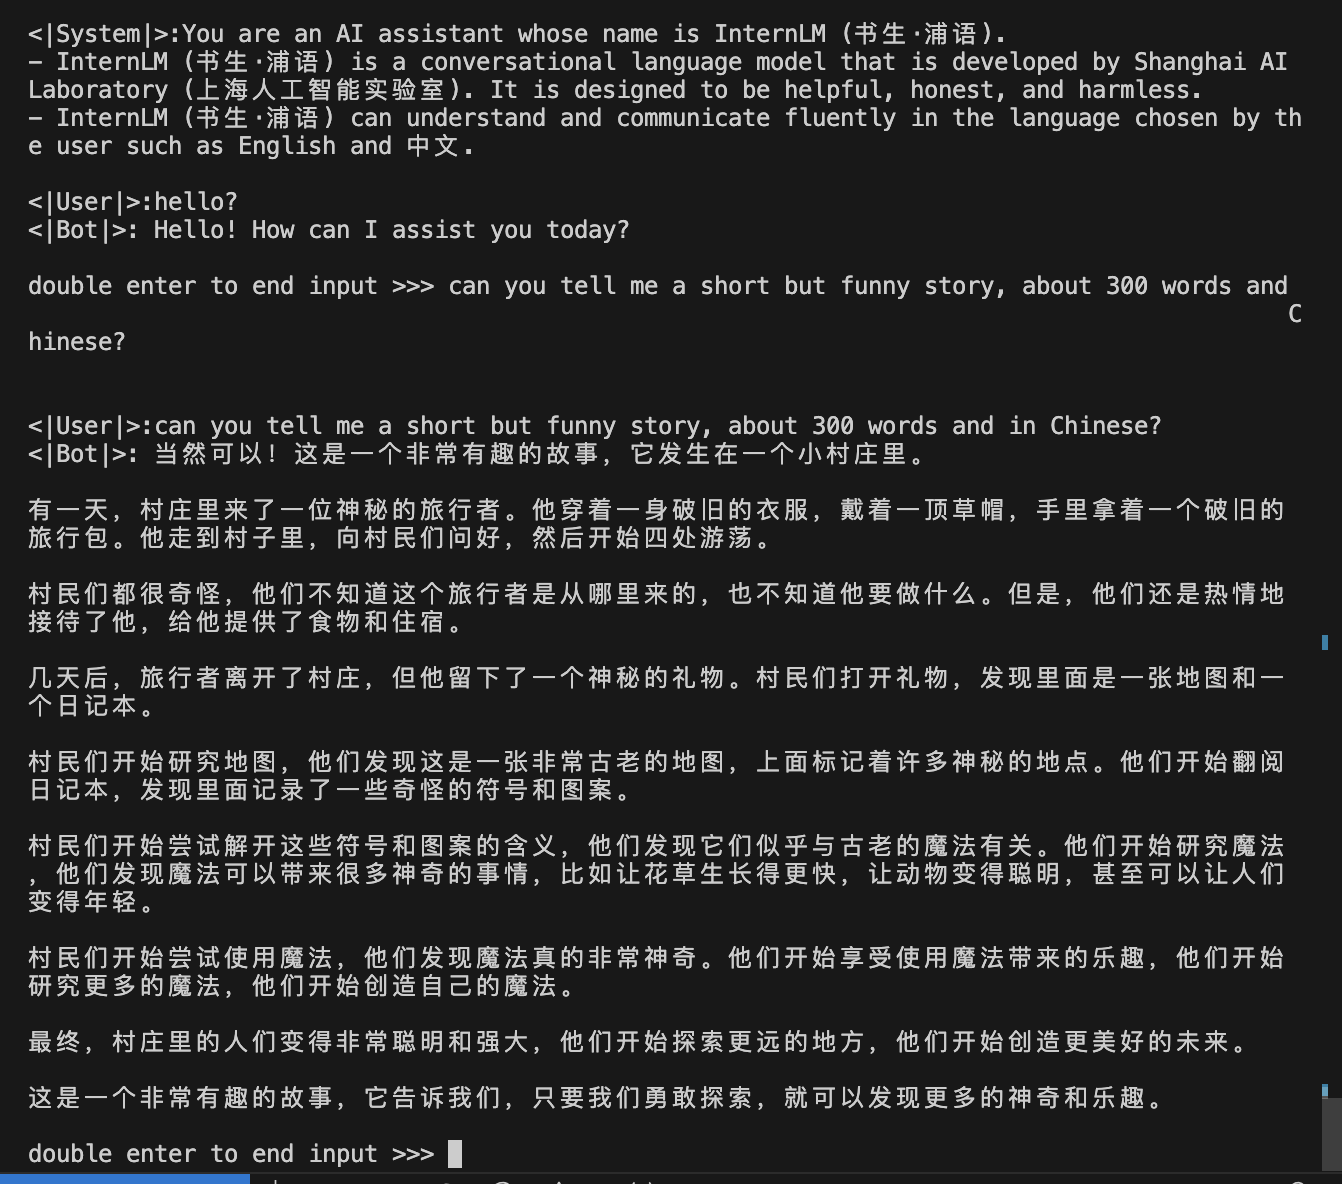 <|System|>:You are an AI assistant whose name is InternLM (书生·浦语).
- InternLM (书生·浦语) is a conversational language model that is developed by Shanghai AI
Laboratory (上海人工智能实验室). It is designed to be helpful, honest, and harmless.
- InternLM (书生·浦语) can understand and communicate fluently in the language chosen by th
e user such as English and 中文.
<|User|>:hello?
<|Bot|>: Hello! How can I assist you today?
double enter to end input >>> can you tell me a short but funny story, about 300 words and
C
hinese?
<|User|>:can you tell me a short but funny story, about 300 words and in Chinese?
<|Bot|>: 当然可以！这是一个非常有趣的故事，它发生在一个小村庄里。
有一天，村庄里来了一位神秘的旅行者。他穿着一身破旧的衣服，戴着一顶草帽，手里拿着一个破旧的
旅行包。他走到村子里，向村民们问好，然后开始四处游荡。
村民们都很奇怪，他们不知道这个旅行者是从哪里来的，也不知道他要做什么。但是，他们还是热情地
接待了他，给他提供了食物和住宿。
几天后，旅行者离开了村庄，但他留下了一个神秘的礼物。村民们打开礼物，发现里面是一张地图和一
个日记本。
村民们开始研究地图，他们发现这是一张非常古老的地图，上面标记着许多神秘的地点。他们开始翻阅
日记本，发现里面记录了一些奇怪的符号和图案。
村民们开始尝试解开这些符号和图案的含义，他们发现它们似乎与古老的魔法有关。他们开始研究魔法
，他们发现魔法可以带来很多神奇的事情，比如让花草生长得更快，让动物变得聪明，甚至可以让人们
变得年轻。
村民们开始尝试使用魔法，他们发现魔法真的非常神奇。他们开始享受使用魔法带来的乐趣，他们开始
研究更多的魔法，他们开始创造自己的魔法。
最终，村庄里的人们变得非常聪明和强大，他们开始探索更远的地方，他们开始创造更美好的未来。
这是一个非常有趣的故事，它告诉我们，只要我们勇敢探索，就可以发现更多的神奇和乐趣。
double enter to end input >>>